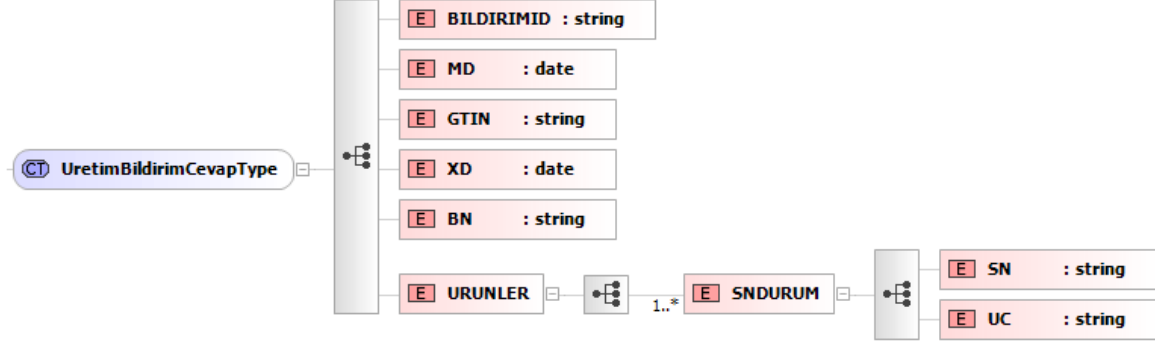 E BILDIRIMID : string
E MD : date
E GTIN : string
CT UretimBildirimCevapType
E XD : date
E BN : string
E URUNLER 1..* E SNDURUM
E SN : string
E UC : string